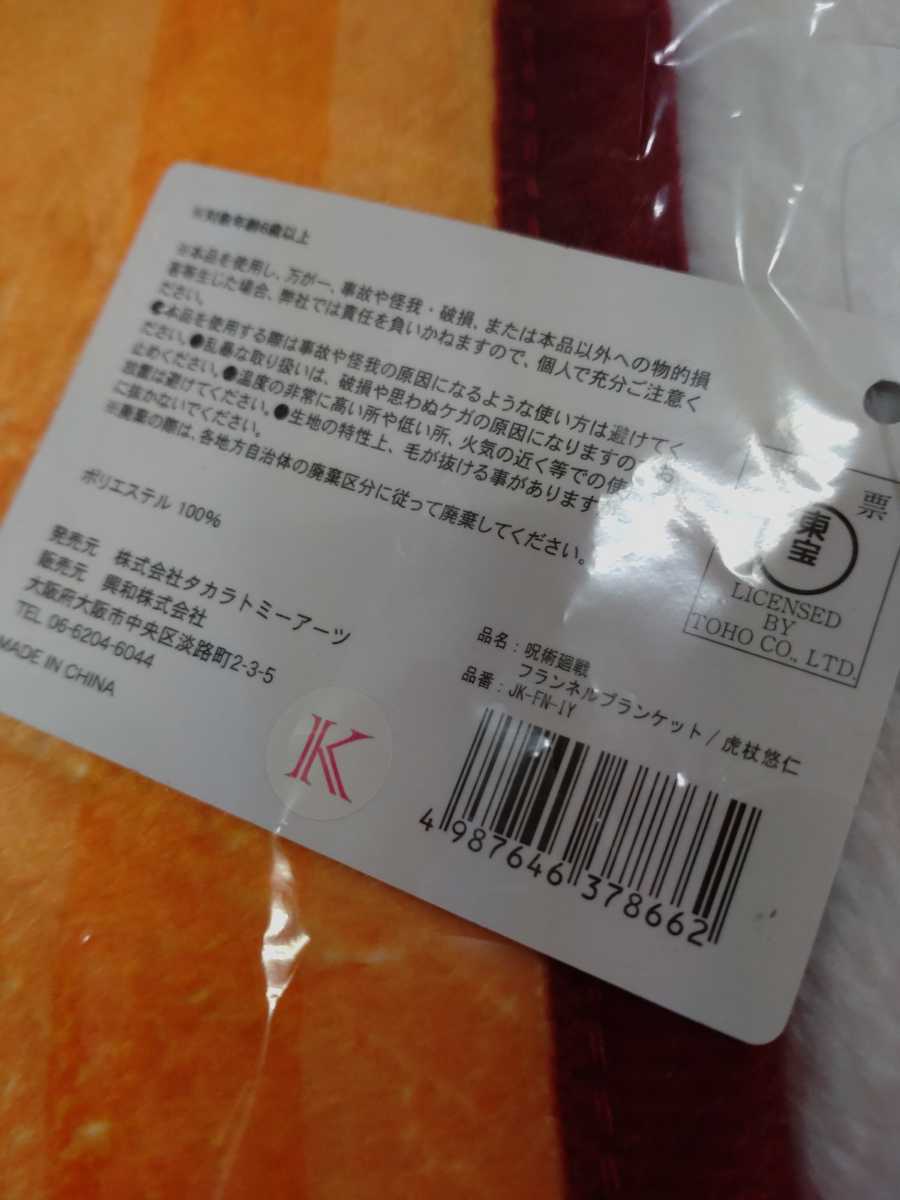 ※対象年齢6歳以上
※本品を使用し、万が一、事故や怪我・破損、または本品以外への物的損
害等生じた場合、弊社では責任を負いかねますので、個人で充分ご注意く
ださい。
●本品を使用する際は事故や怪我の原因になるような使い方は避けてく
ださい。●乱暴な取り扱いは、破損や思わぬケガの原因になりますので
止めください。●温度の非常に高い所や低い所、火気の近く等での使
放置は避けてください。●生地の特性上、毛が抜ける事があります
に抜かないでください。
※廃棄の際は、各地方自治体の廃棄区分に従って廃棄してください。
ポリエステル 100%
発売元 株式会社タカラトミーアーツ
販売元 興和株式会社
大阪府大阪市中央区淡路町2-3-5
TEL 06-6204-6044
MADE IN CHINA
K
票
東宝
LICENSED
BY
TOHO CO., LTD.
品名：呪術廻戦
フランネルブランケット / 虎杖悠仁
品番：JK-FN-IY
4 987646 378662